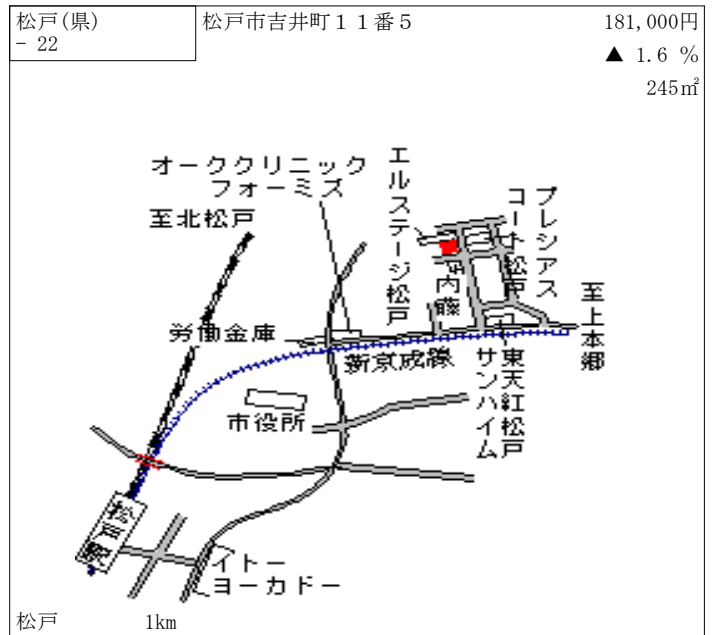 松戸(県)
- 22
松戸市吉井町１１番５
181,000円
▲ 1.6 %
245㎡
オーククリニック
フォーミズ
至北松戸
エルステージ松戸
プレシアス
コート松戸
内藤
至上本郷
労働金庫
新京成線
東天紅松戸
サンハイム
市役所
松戸駅
イトー
ヨーカドー
松戸
1km